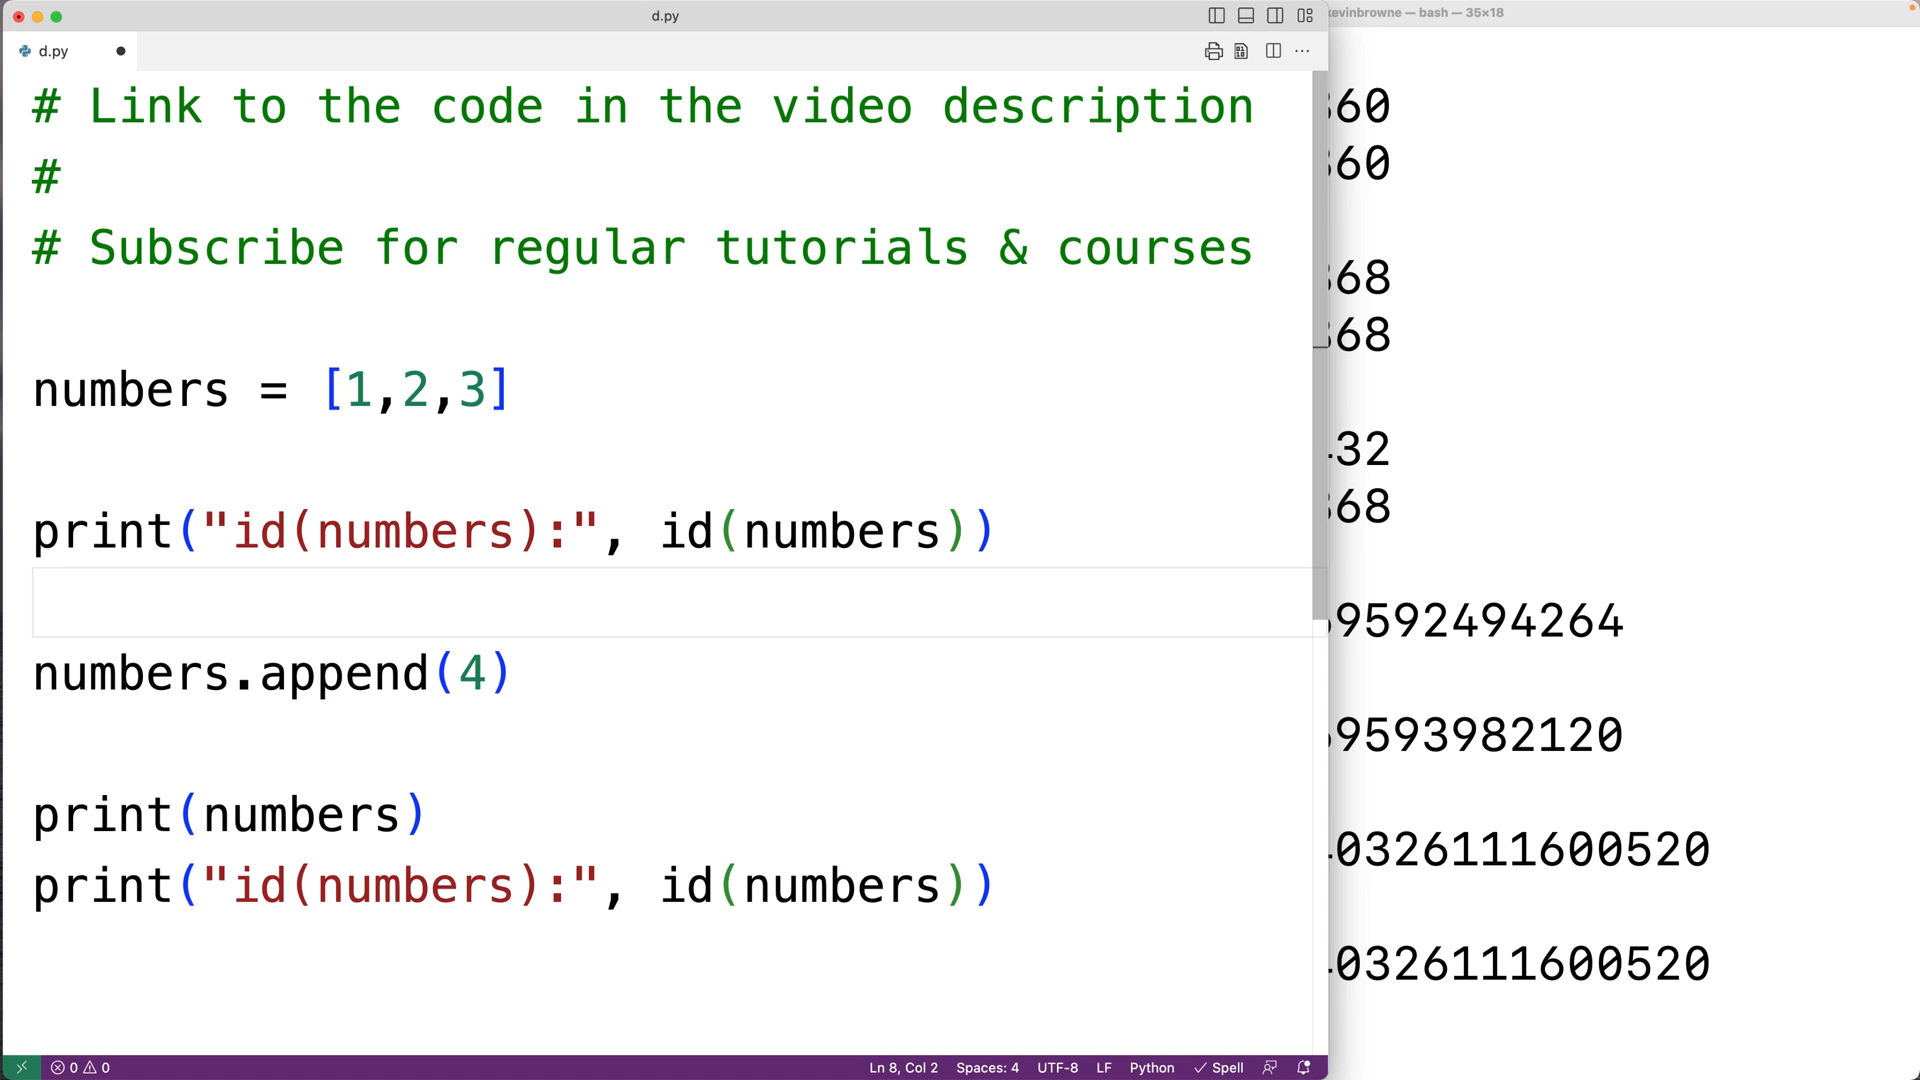 d.py
d.py
# Link to the code in the video description
#
# Subscribe for regular tutorials & courses
numbers = [1,2,3]
print("id(numbers):", id(numbers))
numbers.append(4)
print(numbers)
print("id(numbers):", id(numbers))
0 0 Ln 8, Col 2 Spaces: 4 UTF-8 LF Python Spell
evinbrowne — bash — 35×18
60
60
68
68
32
68
9592494264
9593982120
0326111600520
0326111600520